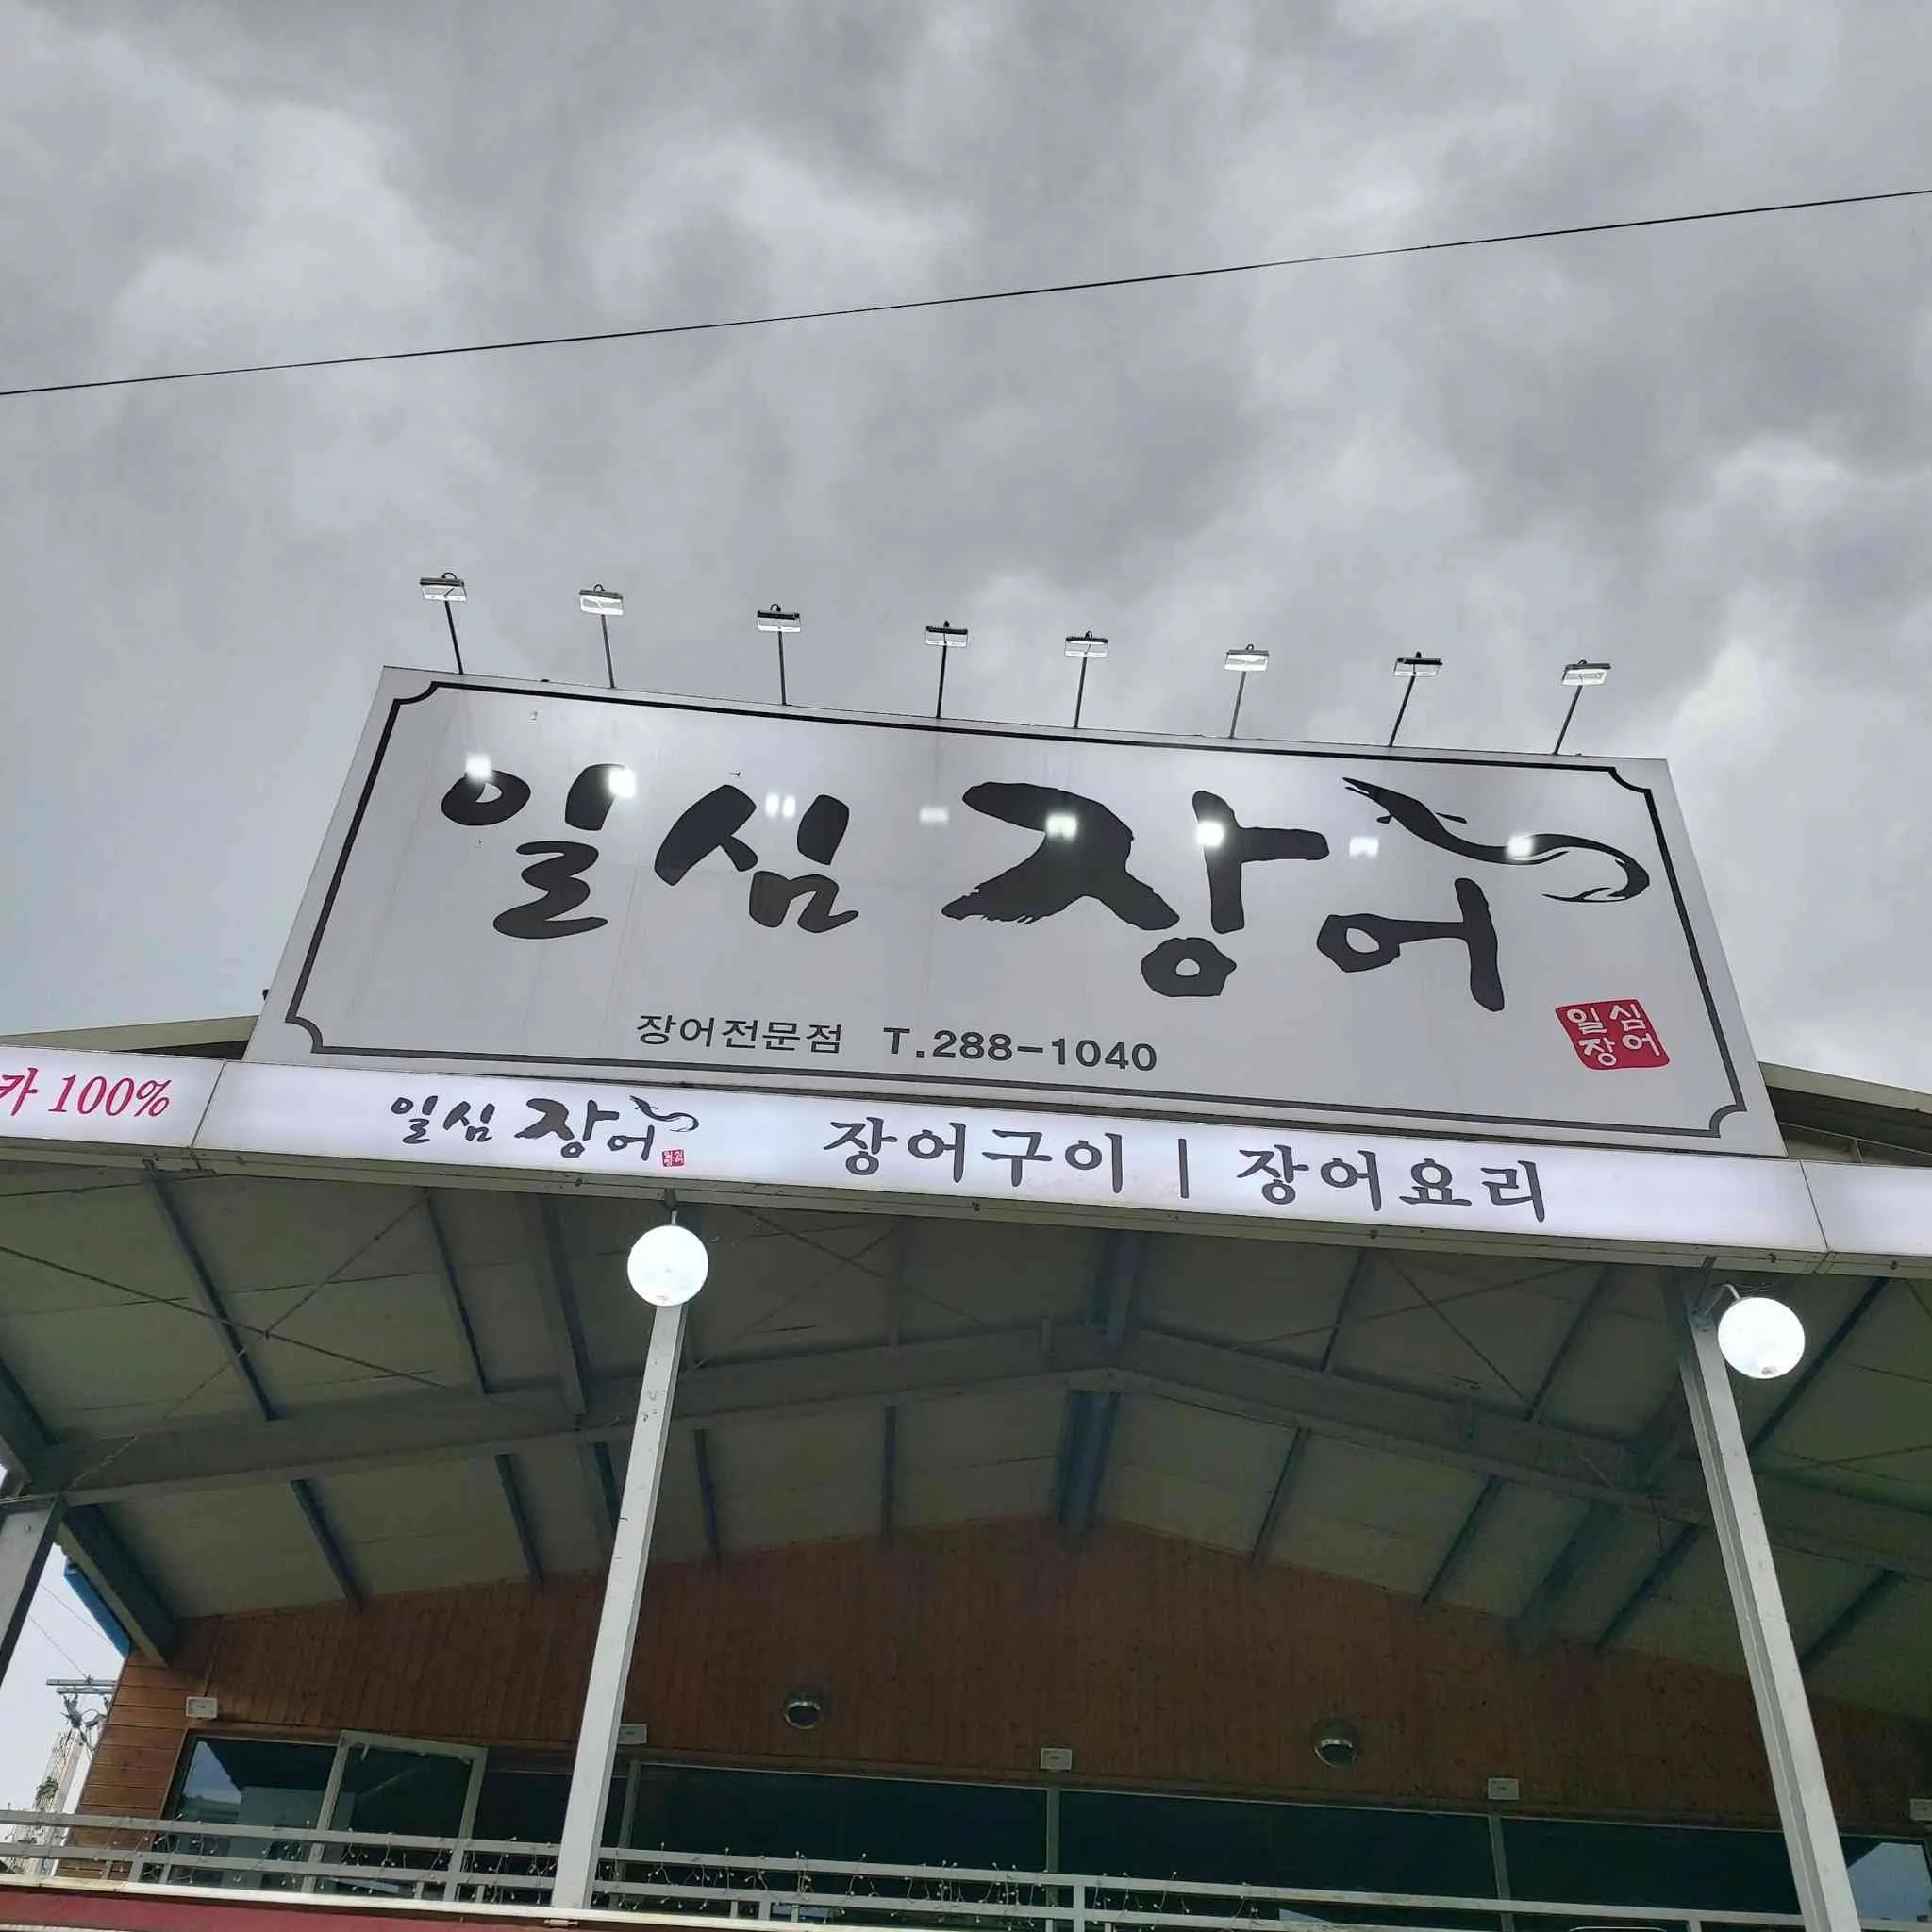 일심 장어
장어전문점 T.288-1040
일심
장어
카 100%
일심 장어
장어구이 | 장어요리